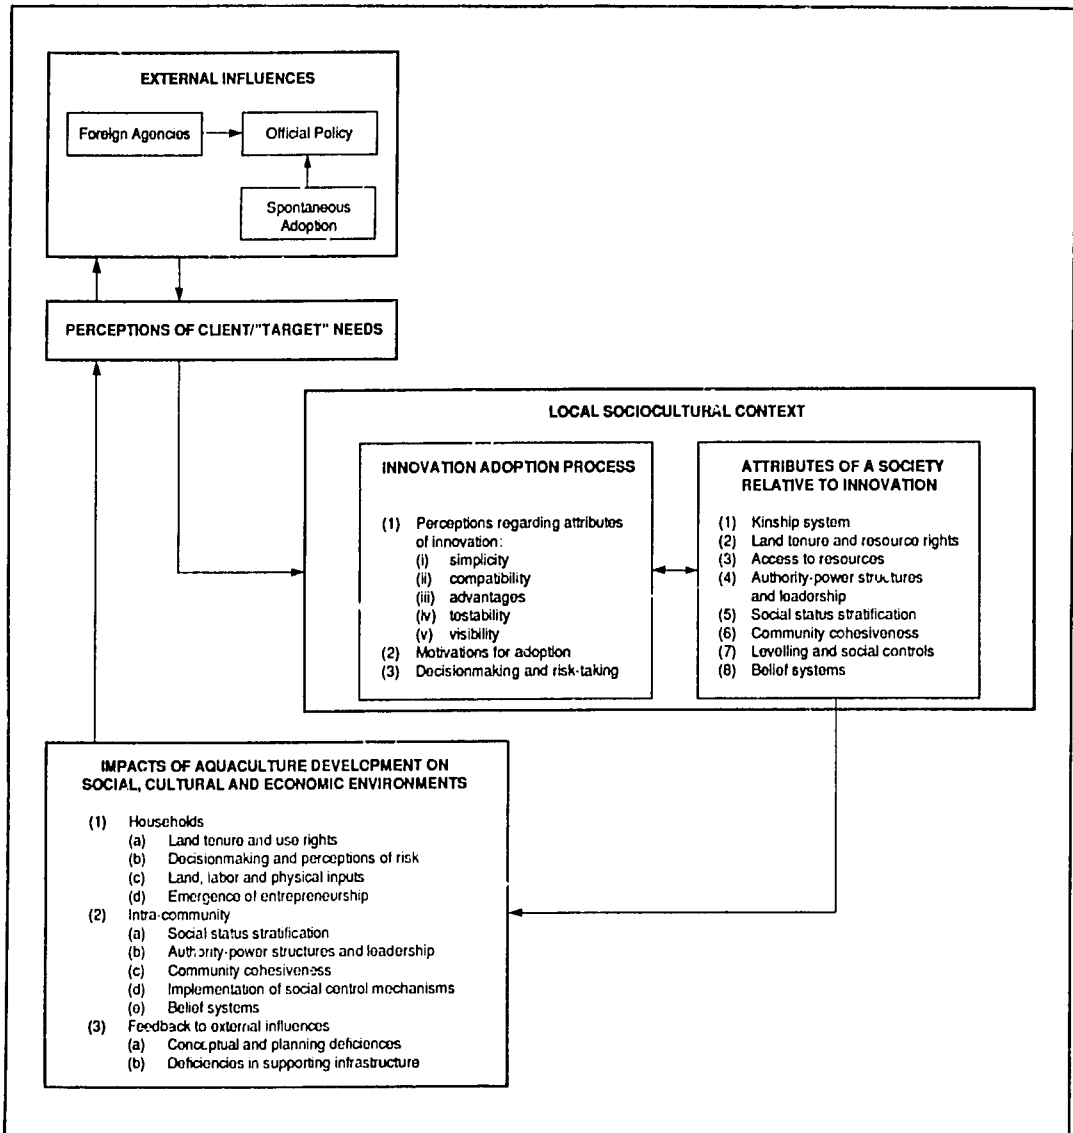 EXTERNAL INFLUENCES
Foreign Agencies
Official Policy
Spontaneous
Adoption
PERCEPTIONS OF CLIENT/"TARGET" NEEDS
LOCAL SOCIOCULTURAL CONTEXT
INNOVATION ADOPTION PROCESS
(1) Perceptions regarding attributes
of innovation:
(i) simplicity
(ii) compatibility
(iii) advantages
(iv) testability
(v) visibility
(2) Motivations for adoption
(3) Decisionmaking and risk-taking
ATTRIBUTES OF A SOCIETY
RELATIVE TO INNOVATION
(1) Kinship system
(2) Land tenure and resource rights
(3) Access to resources
(4) Authority-power structures
and leadership
(5) Social status stratification
(6) Community cohesiveness
(7) Levelling and social controls
(8) Belief systems
IMPACTS OF AQUACULTURE DEVELOPMENT ON
SOCIAL, CULTURAL AND ECONOMIC ENVIRONMENTS
(1) Households
(a) Land tenure and use rights
(b) Decisionmaking and perceptions of risk
(c) Land, labor and physical inputs
(d) Emergence of entrepreneurship
(2) Intra-community
(a) Social status stratification
(b) Authority-power structures and leadership
(c) Community cohesiveness
(d) Implementation of social control mechanisms
(e) Belief systems
(3) Feedback to external influences
(a) Conceptual and planning deficiences
(b) Deficiencies in supporting infrastructure